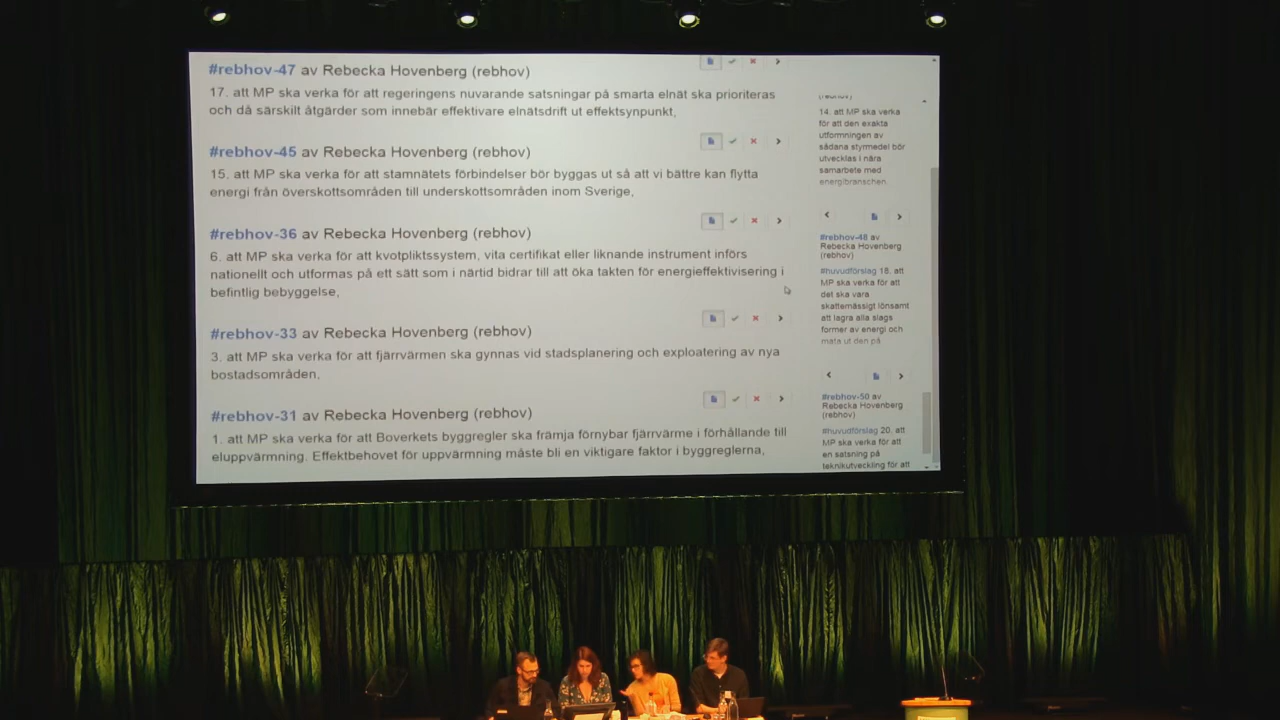 #rebhov-47 av Rebecka Hovenberg (rebhov)
17. att MP ska verka för att regeringens nuvarande satsningar på smarta elnät ska prioriteras
och då särskilt åtgärder som innebär effektivare elnätsdrift ut effektsynpunkt,
#rebhov-45 av Rebecka Hovenberg (rebhov)
15. att MP ska verka för att stamnätets förbindelser bör byggas ut så att vi bättre kan flytta
energi från överskottsområden till underskottsområden inom Sverige,
#rebhov-36 av Rebecka Hovenberg (rebhov)
6. att MP ska verka för att kvotpliktssystem, vita certifikat eller liknande instrument införs
nationellt och utformas på ett sätt som i närtid bidrar till att öka takten för energieffektivisering i
befintlig bebyggelse,
#rebhov-33 av Rebecka Hovenberg (rebhov)
3. att MP ska verka för att fjärrvärmen ska gynnas vid stadsplanering och exploatering av nya
bostadsområden,
#rebhov-31 av Rebecka Hovenberg (rebhov)
1. att MP ska verka för att Boverkets byggregler ska främja förnybar fjärrvärme i förhållande till
eluppvärmning. Effektbehovet för uppvärmning måste bli en viktigare faktor i byggreglerna,
(rebhov)
14. att MP ska verka
för att den exakta
utformningen av
sådana styrmedel bör
utvecklas i nära
samarbete med
energibranschen
#rebhov-48 av
Rebecka Hovenberg
(rebhov)
#huvudförslag 18. att
MP ska verka för att
det ska vara
skattemässigt lönsamt
att lagra alla slags
former av energi och
mata ut den på
#rebhov-50 av
Rebecka Hovenberg
(rebhov)
#huvudförslag 20. att
MP ska verka för att
en satsning på
teknikutveckling för att